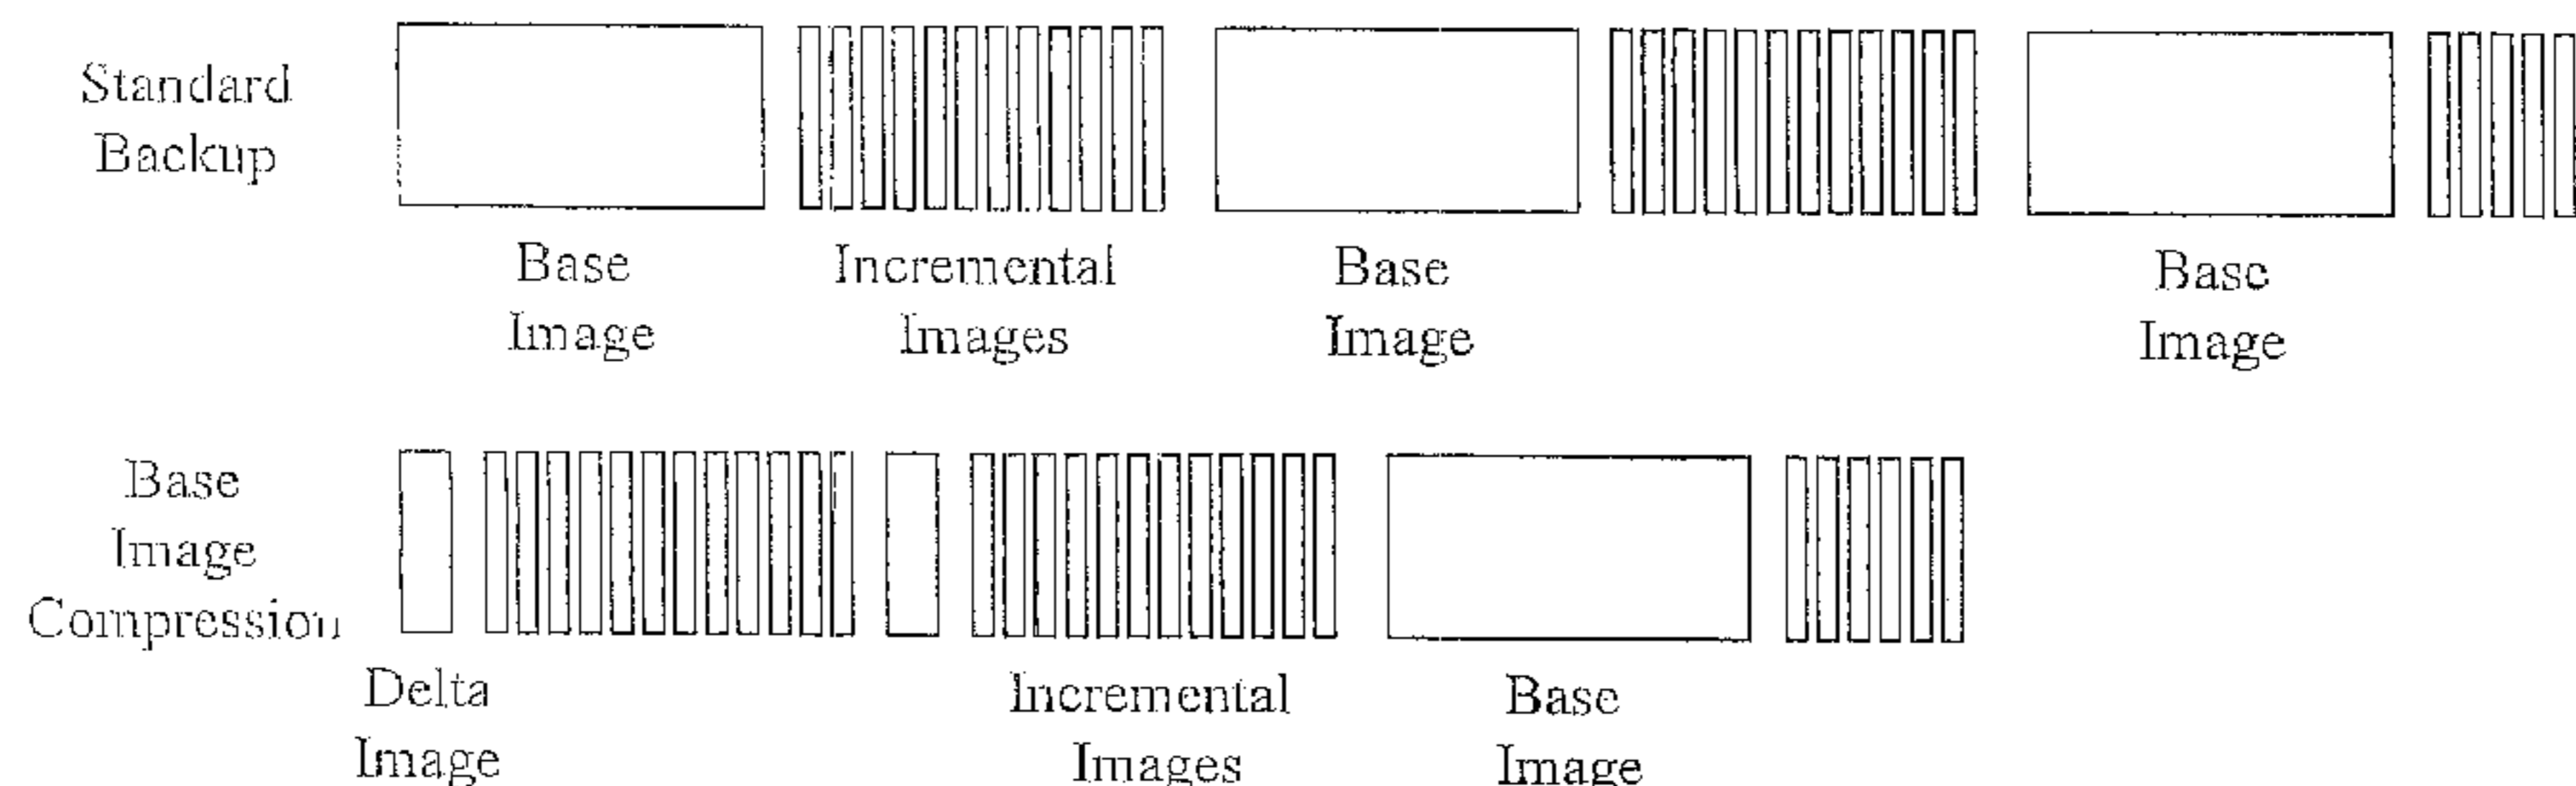 Standard
Backup
Base
Image
Incremental
Images
Base
Image
Base
Image
Base
Image
Compression
Delta
Image
Incremental
Images
Base
Image